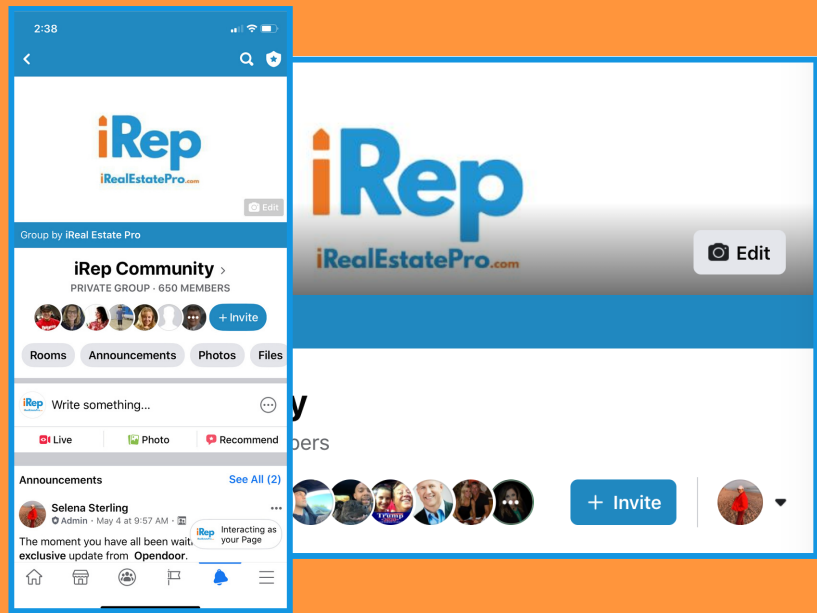 2:38
iRep
iRealEstatePro.com
Edit
Group by iReal Estate Pro
iRep Community >
PRIVATE GROUP · 650 MEMBERS
+ Invite
Rooms Announcements Photos Files
iRep Write something...
Live Photo Recommend
Announcements See All (2)
Selena Sterling
Admin · May 4 at 9:57 AM ·
The moment you have all been wait
exclusive update from Opendoor.
iRep Interacting as
your Page
iRep
iRealEstatePro.com
Edit
y
bers
Trump
+ Invite